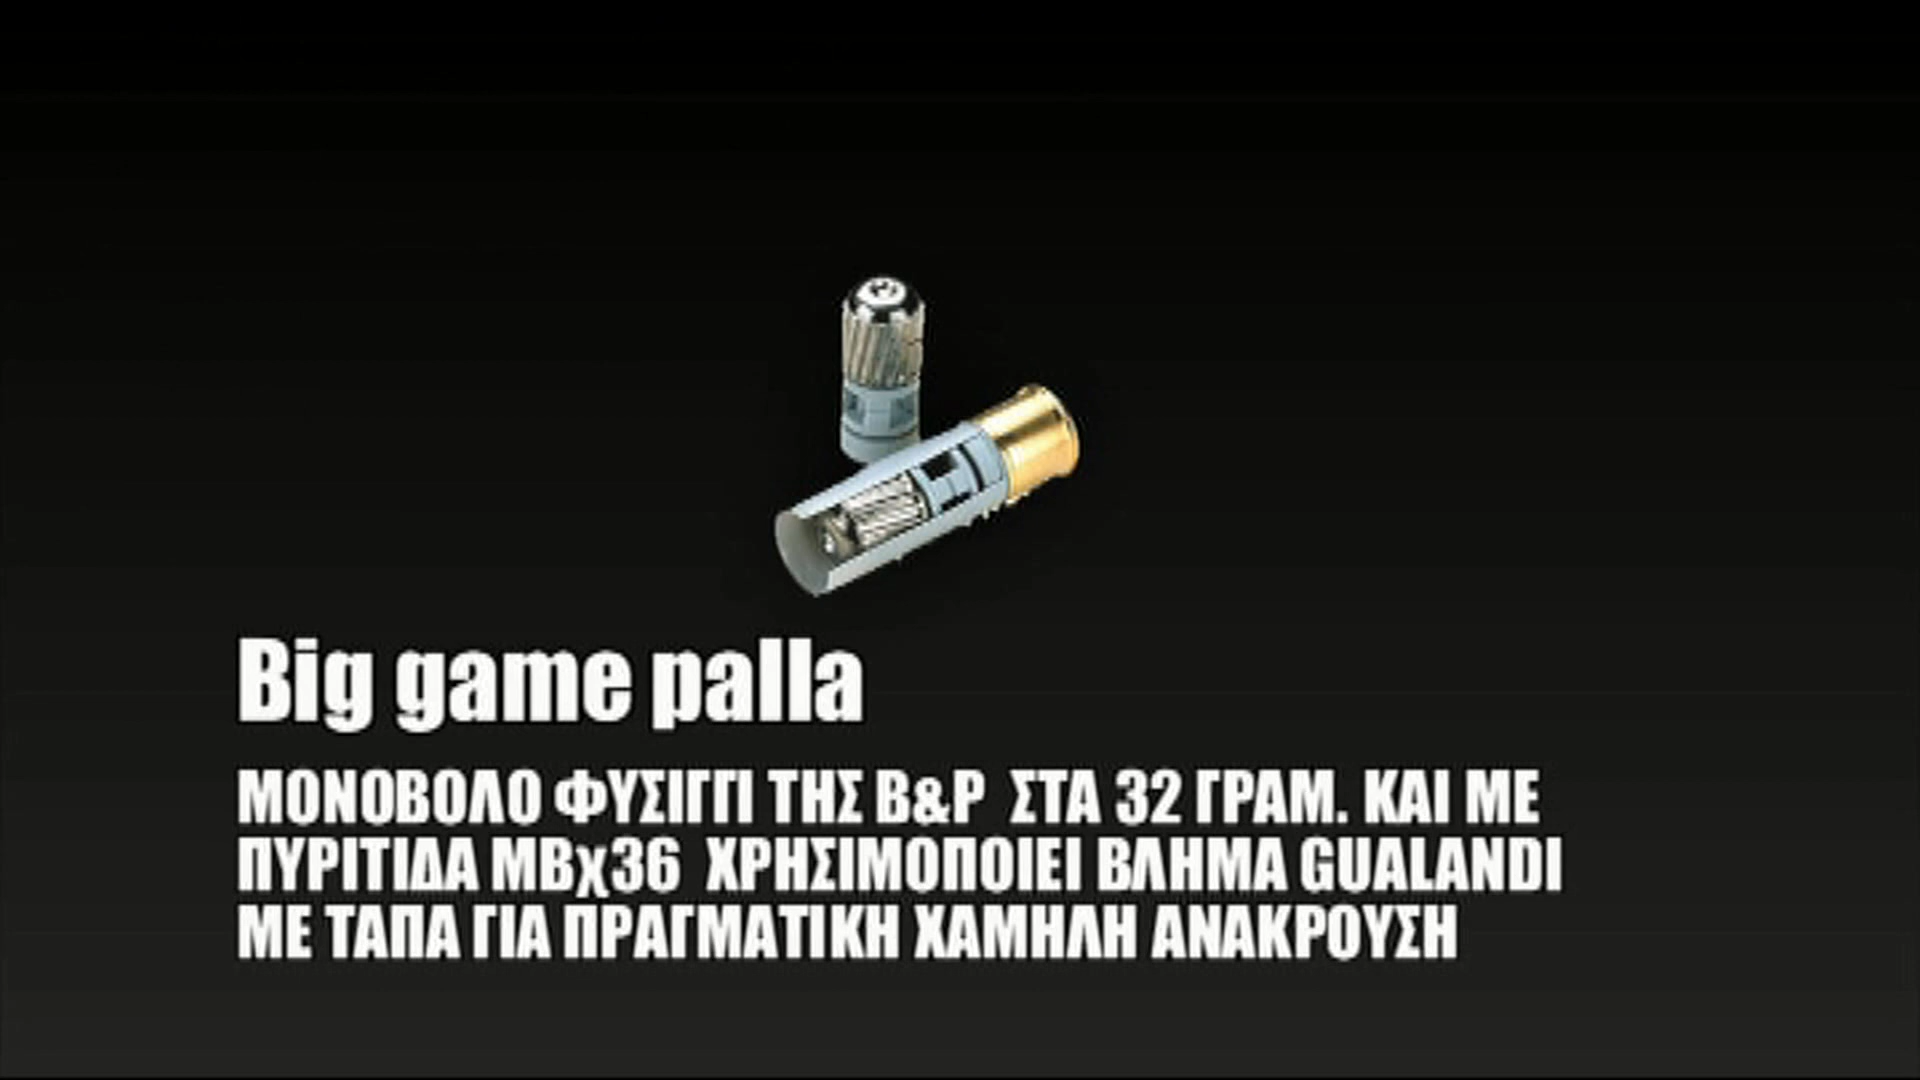 Big game palla
ΜΟΝΟΒΟΛΟ ΦΥΣΙΓΓΙ ΤΗΣ B&P ΣΤΑ 32 ΓΡΑΜ. ΚΑΙ ΜΕ
ΠΥΡΙΤΙΔΑ MBχ36 ΧΡΗΣΙΜΟΠΟΙΕΙ ΒΛΗΜΑ GUALANDI
ΜΕ ΤΑΠΑ ΓΙΑ ΠΡΑΓΜΑΤΙΚΗ ΧΑΜΗΛΗ ΑΝΑΚΡΟΥΣΗ